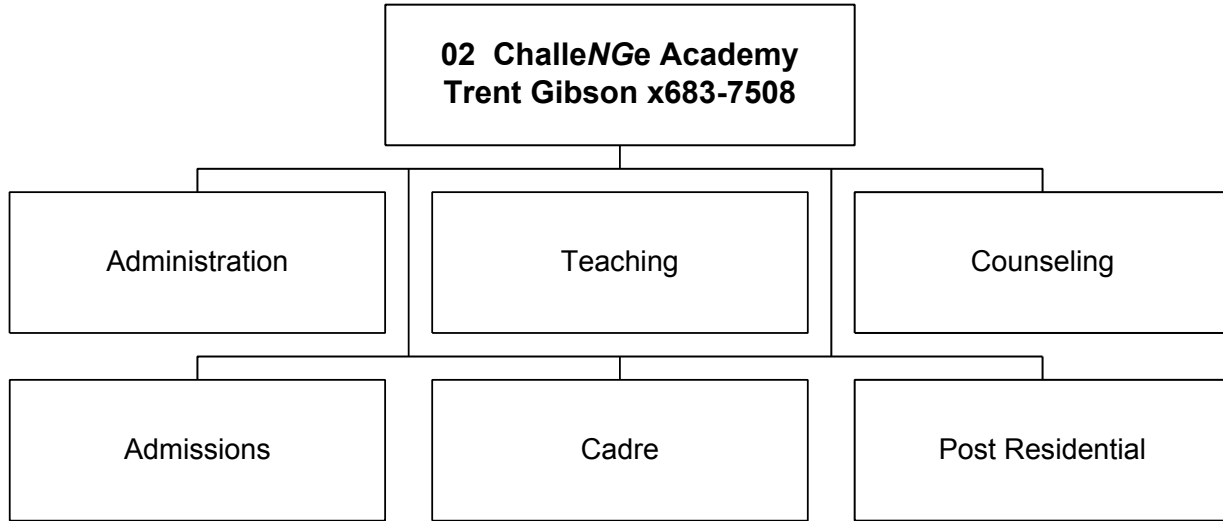 02 ChalleNGe Academy
Trent Gibson x683-7508
Administration
Teaching
Counseling
Admissions
Cadre
Post Residential